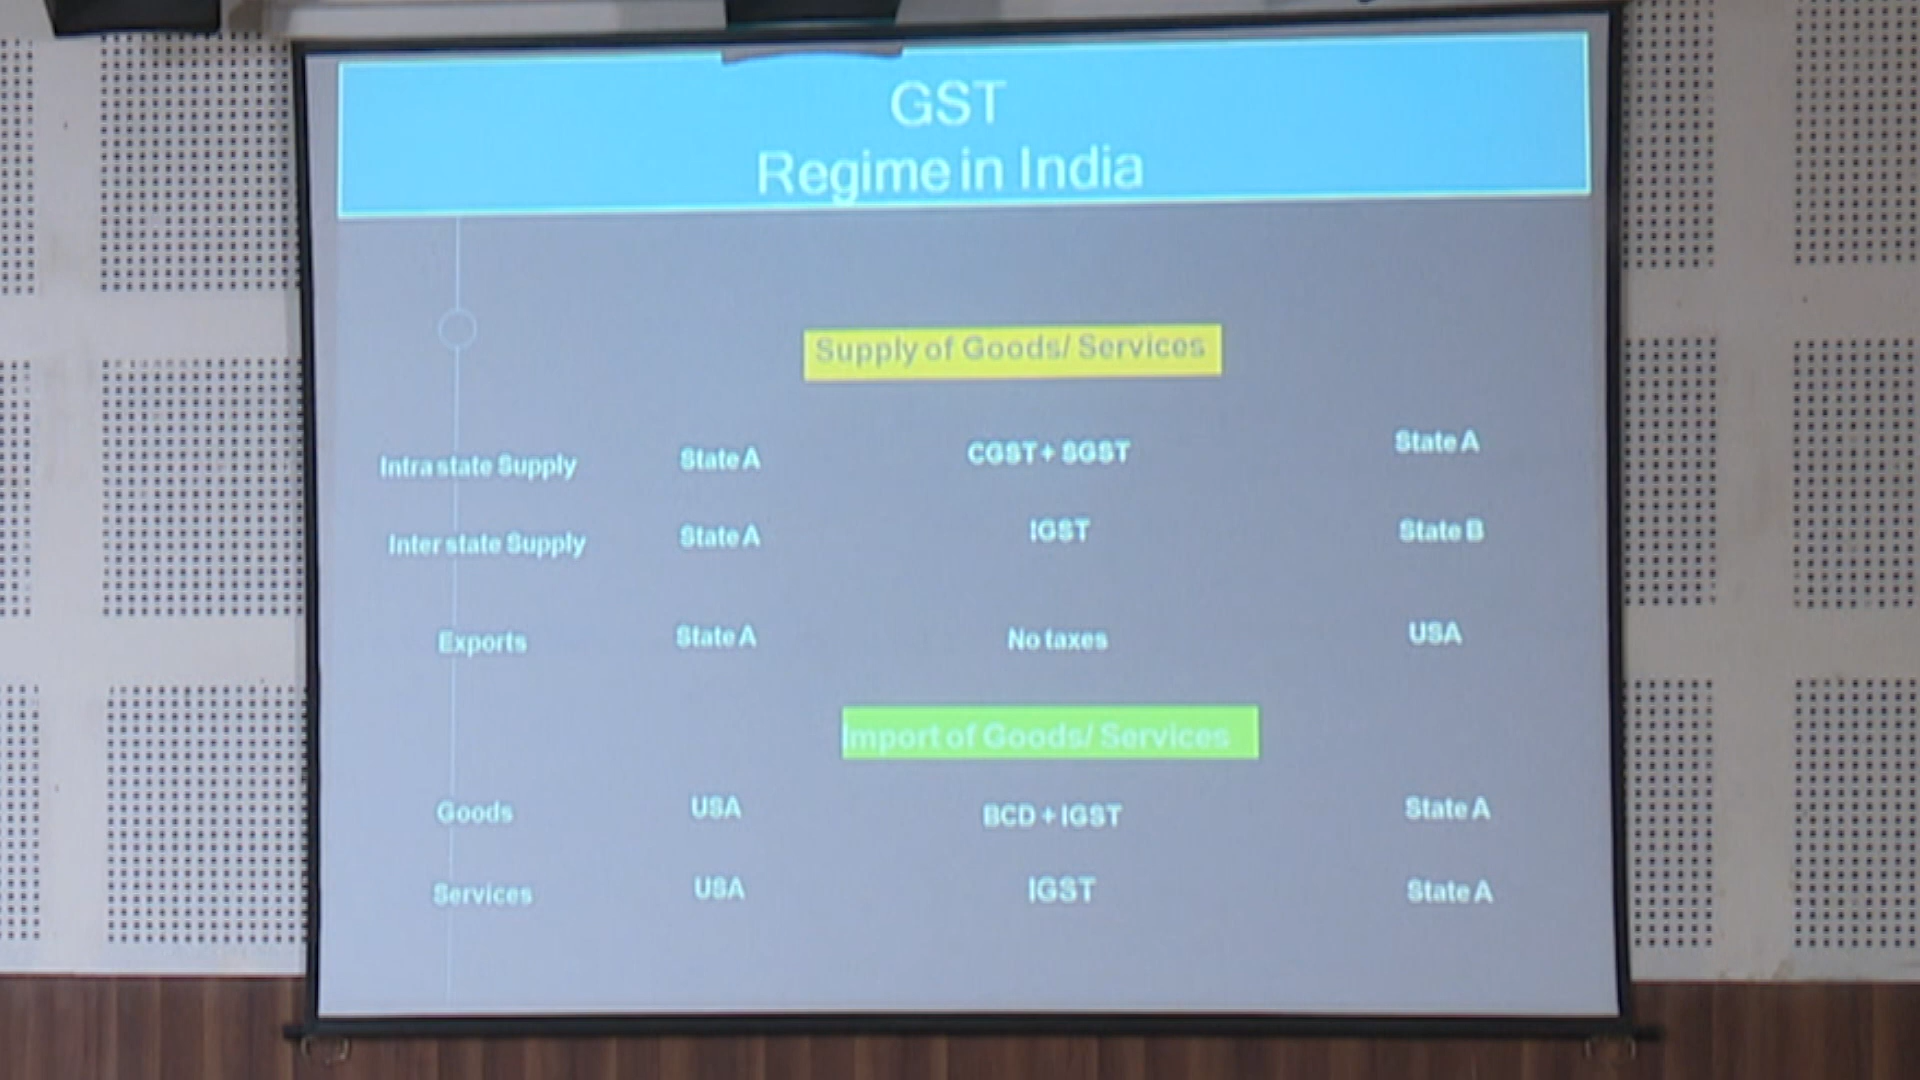 GST
Regime in India
Supply of Goods/ Services
Intra state Supply State A CGST + SGST State A
Inter state Supply State A IGST State B
Exports State A No taxes USA
Import of Goods/ Services
Goods USA BCD + IGST State A
Services USA IGST State A